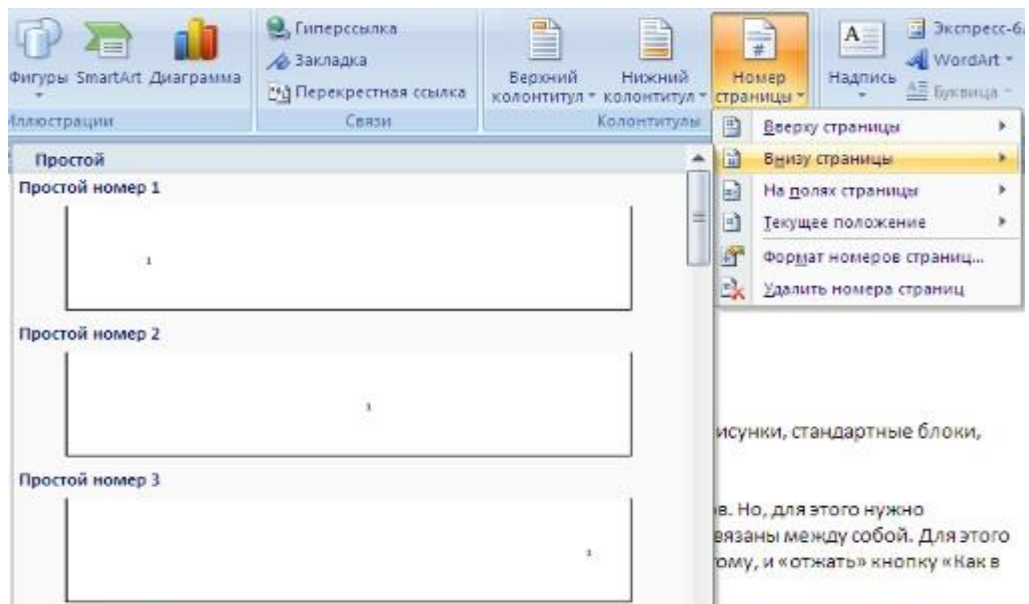 Гиперссылка
Закладка
Перекрестная ссылка
Фигуры SmartArt Диаграмма
Верхний колонтитул
Нижний колонтитул
Номер страницы
Надпись
Экспресс-б
WordArt
Буквица
Иллюстрации
Связи
Колонтитулы
Вверху страницы
Внизу страницы
На полях страницы
Текущее положение
Формат номеров страниц...
Удалить номера страниц
Простой
Простой номер 1
1
Простой номер 2
1
Простой номер 3
1
исунки, стандартные блоки,
ов. Но, для этого нужно
вязаны между собой. Для этого
ому, и «отжать» кнопку «Как в